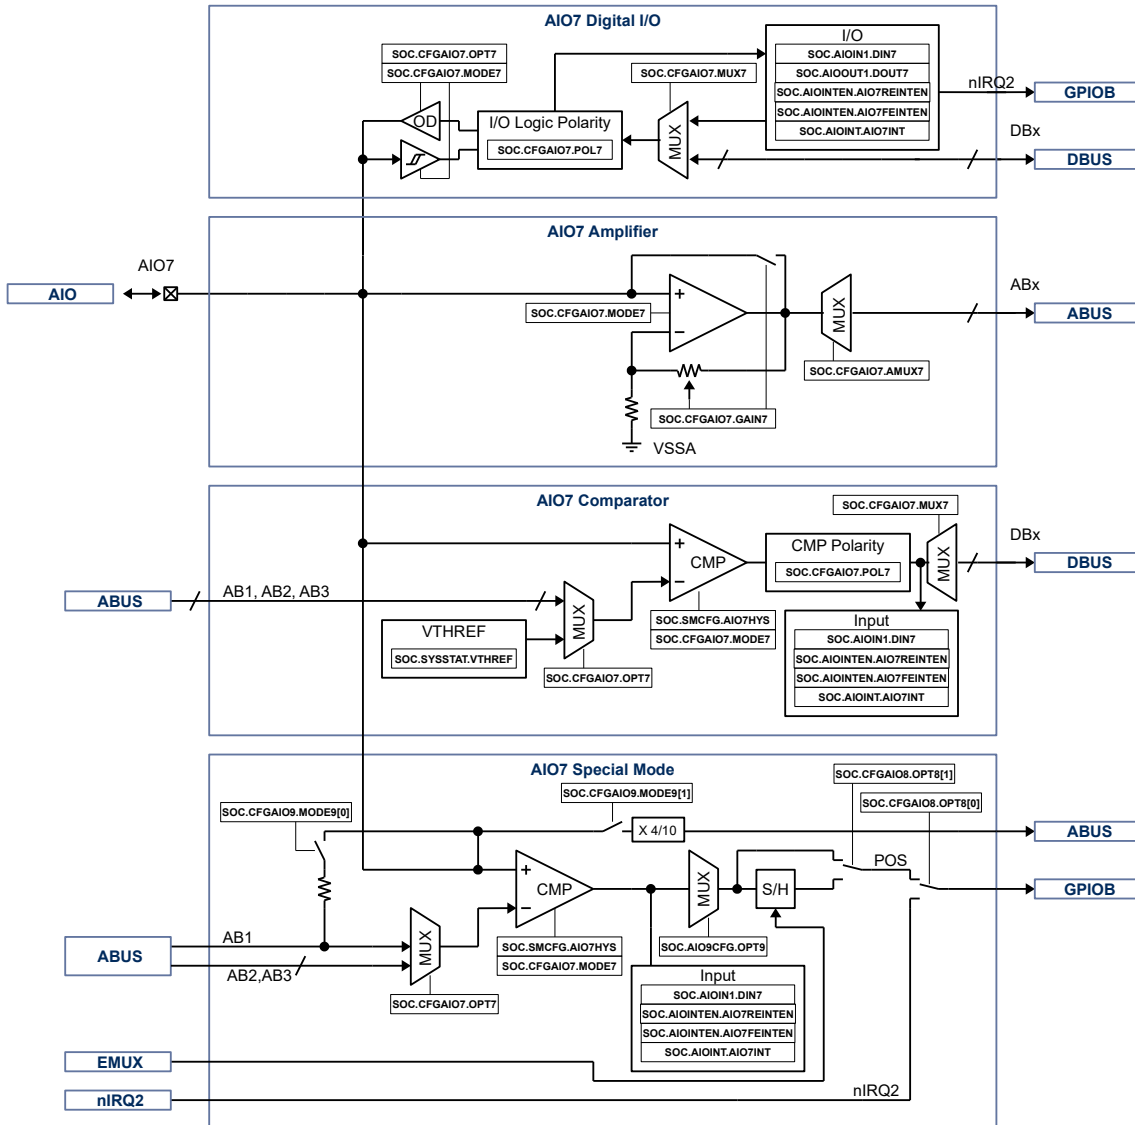 AIO7 Digital I/O
SOC.CFGAIO7.OPT7
SOC.CFGAIO7.MODE7
OD
I/O Logic Polarity
SOC.CFGAIO7.POL7
SOC.CFGAIO7.MUX7
MUX
I/O
SOC.AIOIN1.DIN7
SOC.AIOOUT1.DOUT7
SOC.AIOINTEN.AIO7REINTEN
SOC.AIOINTEN.AIO7FEINTEN
SOC.AIOINT.AIO7INT
nIRQ2
GPIOB
DBx
DBUS
AIO7 Amplifier
AIO
AIO7
SOC.CFGAIO7.MODE7
+
−
MUX
ABx
ABUS
SOC.CFGAIO7.AMUX7
SOC.CFGAIO7.GAIN7
VSSA
AIO7 Comparator
SOC.CFGAIO7.MUX7
+
−
CMP
CMP Polarity
SOC.CFGAIO7.POL7
MUX
DBx
DBUS
ABUS
AB1, AB2, AB3
MUX
VTHREF
SOC.SYSSTAT.VTHREF
SOC.CFGAIO7.OPT7
SOC.SMCFG.AIO7HYS
SOC.CFGAIO7.MODE7
Input
SOC.AIOIN1.DIN7
SOC.AIOINTEN.AIO7REINTEN
SOC.AIOINTEN.AIO7FEINTEN
SOC.AIOINT.AIO7INT
AIO7 Special Mode
SOC.CFGAIO9.MODE9[0]
SOC.CFGAIO9.MODE9[1]
SOC.CFGAIO8.OPT8[1]
SOC.CFGAIO8.OPT8[0]
X 4/10
ABUS
+
−
CMP
MUX
S/H
POS
GPIOB
SOC.SMCFG.AIO7HYS
SOC.CFGAIO7.MODE7
SOC.AIO9CFG.OPT9
ABUS
AB1
AB2,AB3
MUX
SOC.CFGAIO7.OPT7
Input
SOC.AIOIN1.DIN7
SOC.AIOINTEN.AIO7REINTEN
SOC.AIOINTEN.AIO7FEINTEN
SOC.AIOINT.AIO7INT
EMUX
nIRQ2
nIRQ2